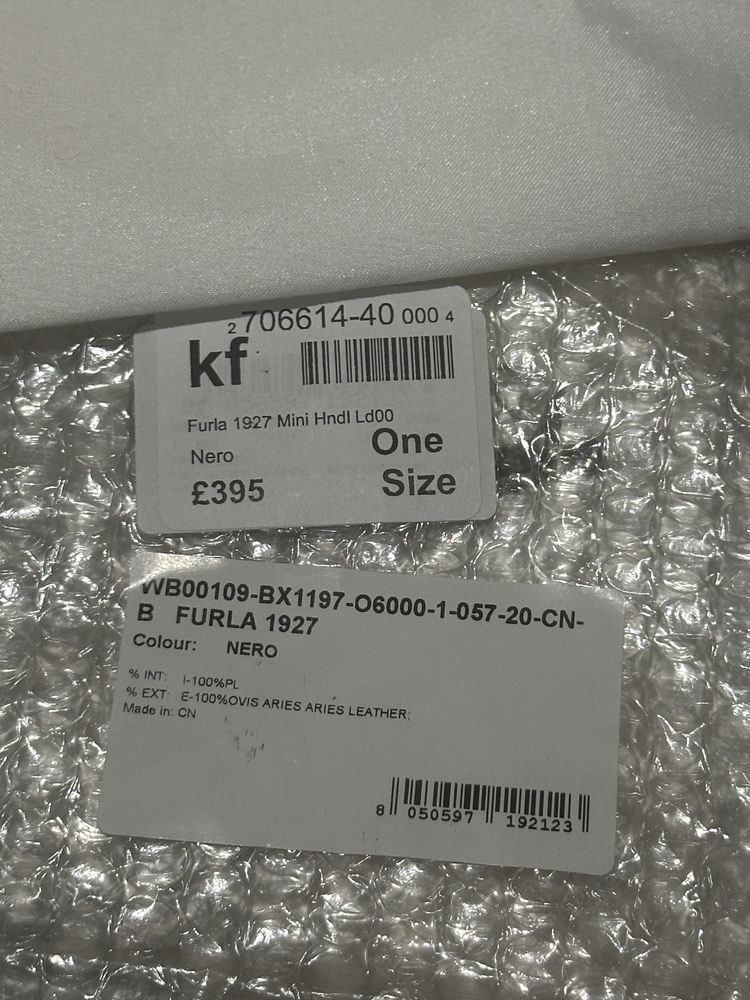 2 706614-40 000 4
kf
Furla 1927 Mini Hndl Ld00
Nero
One
Size
£395
WB00109-BX1197-O6000-1-057-20-CN-
B FURLA 1927
Colour: NERO
% INT: I-100%PL
% EXT: E-100%OVIS ARIES ARIES LEATHER;
Made in: CN
8 050597 192123